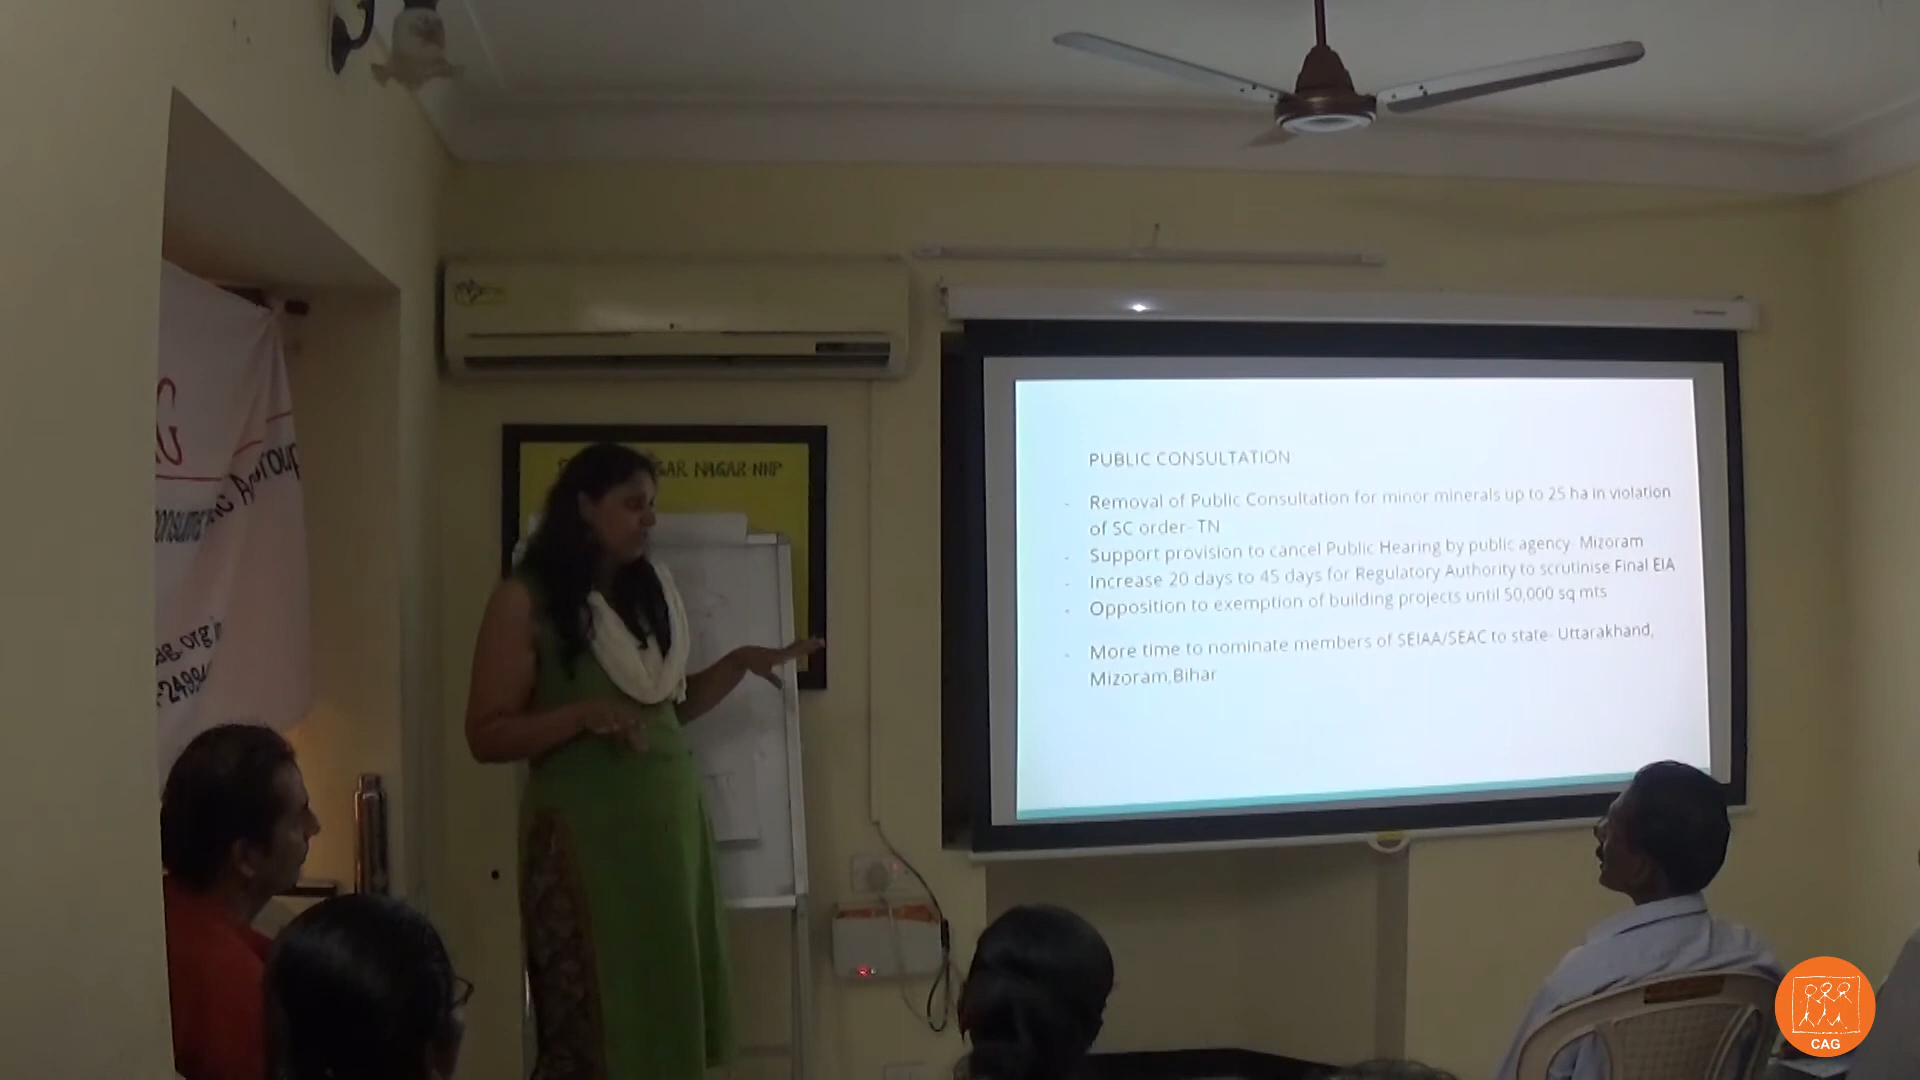 PUBLIC CONSULTATION
- Removal of Public Consultation for minor minerals up to 25 ha in violation
of SC order- TN
- Support provision to cancel Public Hearing by public agency- Mizoram
- Increase 20 days to 45 days for Regulatory Authority to scrutinise Final EIA
- Opposition to exemption of building projects until 50,000 sq mts
- More time to nominate members of SEIAA/SEAC to state- Uttarakhand,
Mizoram,Bihar
GAR NAGAR-NNP
CAG